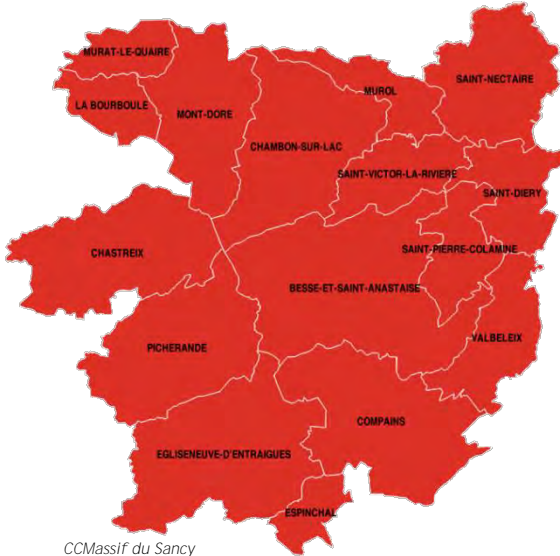 MURAT-LE-QUAIRE
SAINT-NECTAIRE
MUROL
LA BOURBOULE
MONT-DORE
CHAMBON-SUR-LAC
SAINT-VICTOR-LA-RIVIERE
SAINT-DIERY
CHASTREIX
SAINT-PIERRE-COLAMINE
BESSE-ET-SAINT-ANASTAISE
VALBELEIX
PICHERANDE
COMPAINS
EGLISENEUVE-D'ENTRAIGUES
ESPINCHAL
CCMassif du Sancy